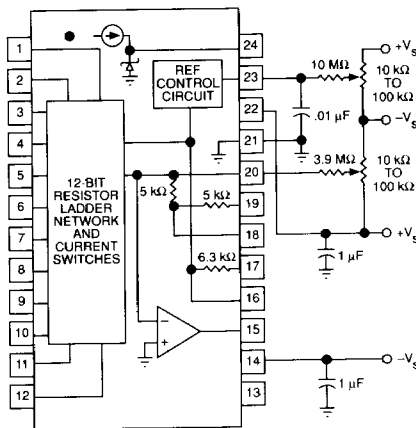 1
2
3
4
5
6
7
8
9
10
11
12
12-BIT
RESISTOR
LADDER
NETWORK
AND
CURRENT
SWITCHES
REF
CONTROL
CIRCUIT
5 kΩ
5 kΩ
6.3 kΩ
−
+
24
23
22
21
20
19
18
17
16
15
14
13
10 MΩ
.01 µF
3.9 MΩ
+VS
10 kΩ
TO
100 kΩ
−VS
10 kΩ
TO
100 kΩ
+VS
1 µF
−VS
1 µF